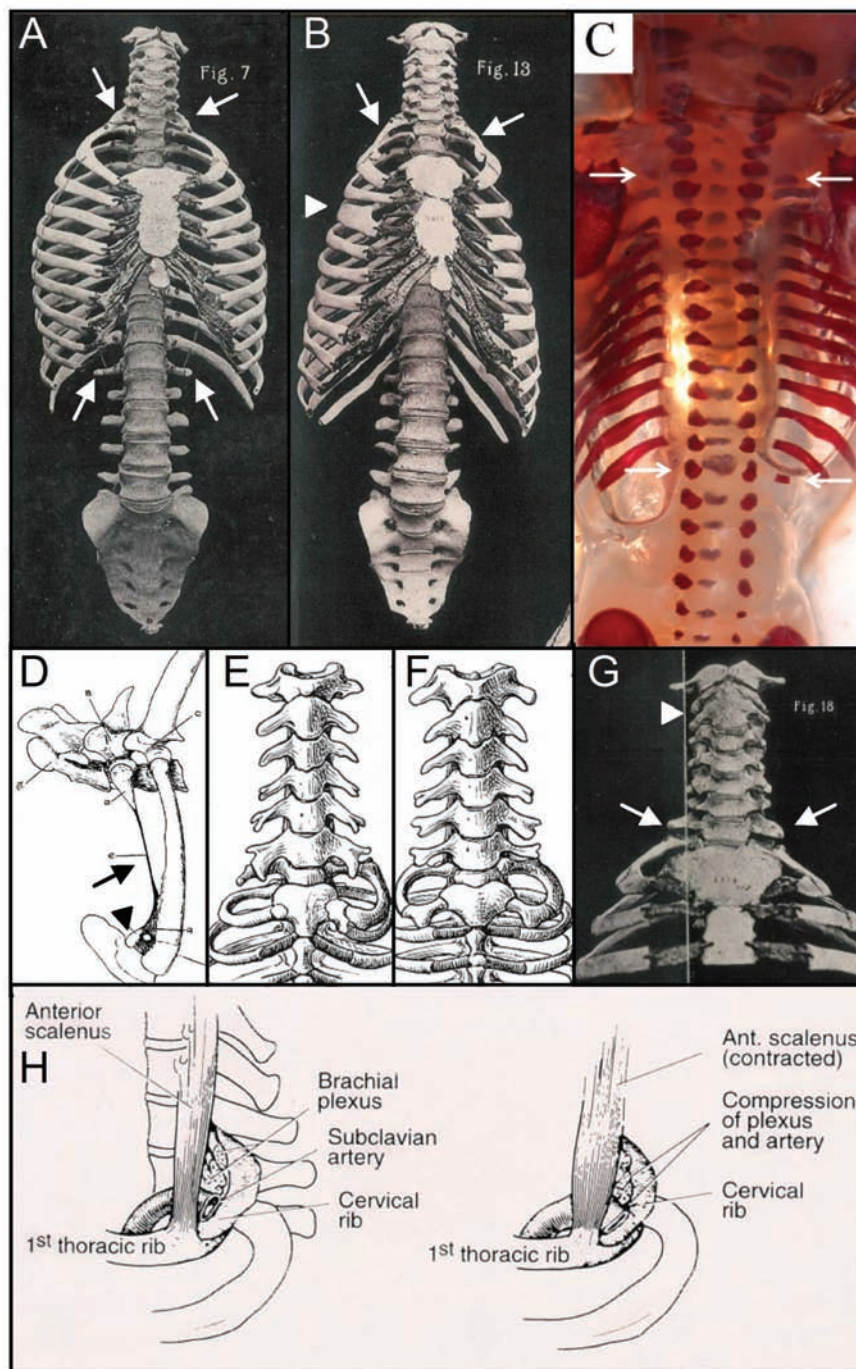 A
Fig. 7
B
Fig. 13
C
D
n
c
a
e
a
E
F
G
Fig. 18
H
Anterior
scalenus
Brachial
plexus
Subclavian
artery
Cervical
rib
1st thoracic rib
Ant. scalenus
(contracted)
Compression
of plexus
and artery
Cervical
rib
1st thoracic rib